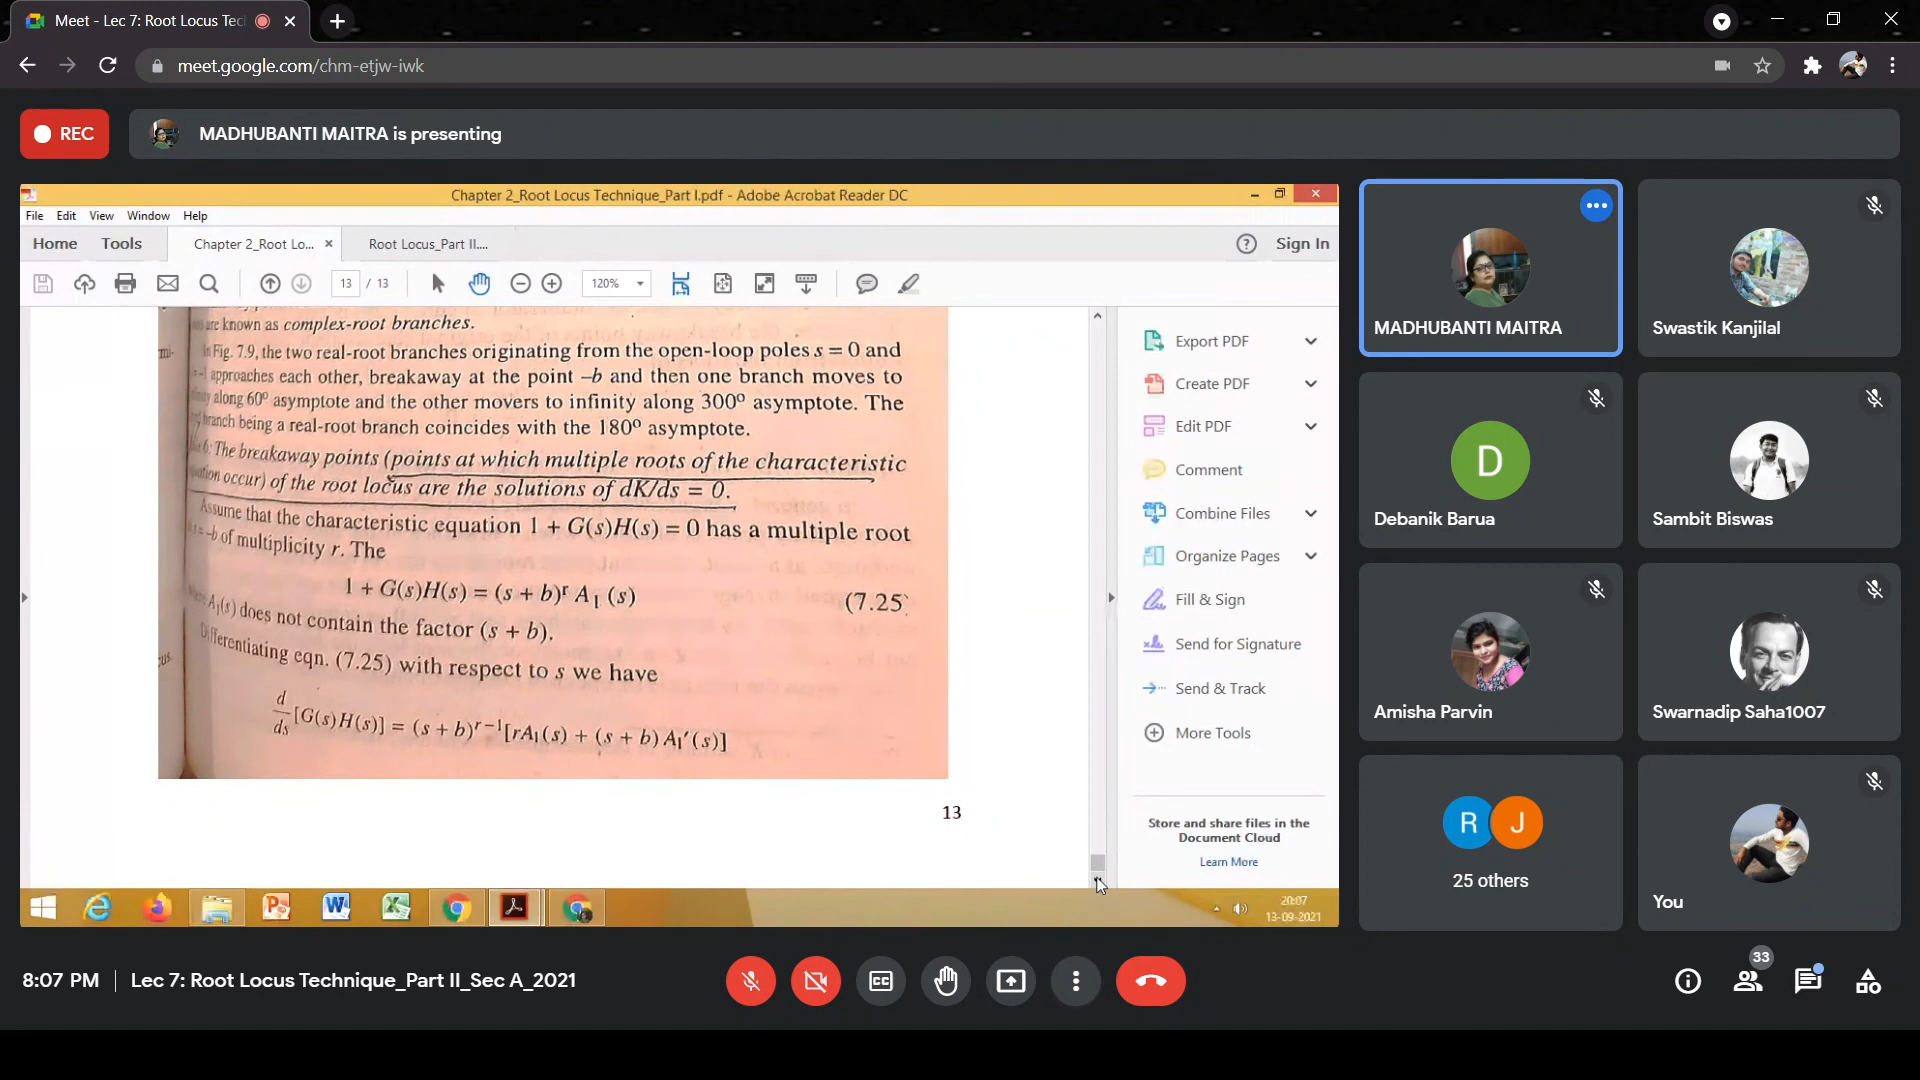 Meet - Lec 7: Root Locus Tec
meet.google.com/chm-etjw-iwk
REC
MADHUBANTI MAITRA is presenting
Chapter 2_Root Locus Technique_Part I.pdf - Adobe Acrobat Reader DC
File Edit View Window Help
Home Tools Chapter 2_Root Lo... Root Locus_Part II.... Sign In
13 / 13 120%
are known as complex-root branches.
In Fig. 7.9, the two real-root branches originating from the open-loop poles s = 0 and
approaches each other, breakaway at the point –b and then one branch moves to
along 60º asymptote and the other movers to infinity along 300º asymptote. The
branch being a real-root branch coincides with the 180º asymptote.
6: The breakaway points (points at which multiple roots of the characteristic
occur) of the root locus are the solutions of dK/ds = 0.
Assume that the characteristic equation 1 + G(s)H(s) = 0 has a multiple root
–b of multiplicity r. The
1 + G(s)H(s) = (s + b)ʳ A₁ (s) (7.25)
A₁(s) does not contain the factor (s + b).
Differentiating eqn. (7.25) with respect to s we have
d/ds [G(s)H(s)] = (s + b)ʳ⁻¹[rA₁(s) + (s + b) A₁′(s)]
13
Export PDF
Create PDF
Edit PDF
Comment
Combine Files
Organize Pages
Fill & Sign
Send for Signature
Send & Track
More Tools
Store and share files in the
Document Cloud
Learn More
20:07
13-09-2021
MADHUBANTI MAITRA
Swastik Kanjilal
D
Debanik Barua
Sambit Biswas
Amisha Parvin
Swarnadip Saha1007
R J
25 others
You
8:07 PM Lec 7: Root Locus Technique_Part II_Sec A_2021
33